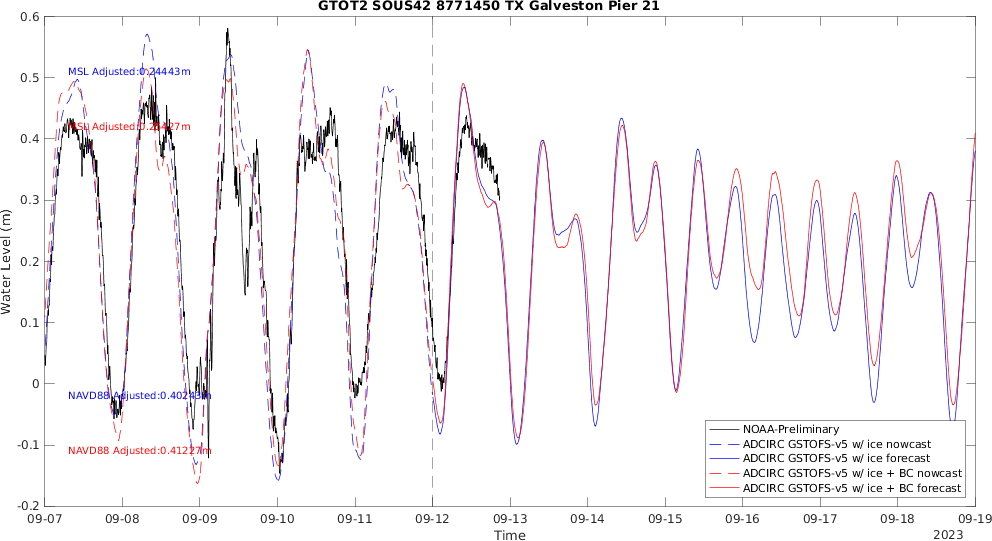 GTOT2 SOUS42 8771450 TX Galveston Pier 21
Water Level (m)
0.6
0.5
0.4
0.3
0.2
0.1
0
-0.1
-0.2
MSL Adjusted:0.24443m
MSL
NAVD88 Adjusted:0.40243m
NAVD88 Adjusted:0.41227m
NOAA-Preliminary
ADCIRC GSTOFS-v5 w/ ice nowcast
ADCIRC GSTOFS-v5 w/ ice forecast
ADCIRC GSTOFS-v5 w/ ice + BC nowcast
ADCIRC GSTOFS-v5 w/ ice + BC forecast
09-07 09-08 09-09 09-10 09-11 09-12 09-13 09-14 09-15 09-16 09-17 09-18 09-19
Time
2023